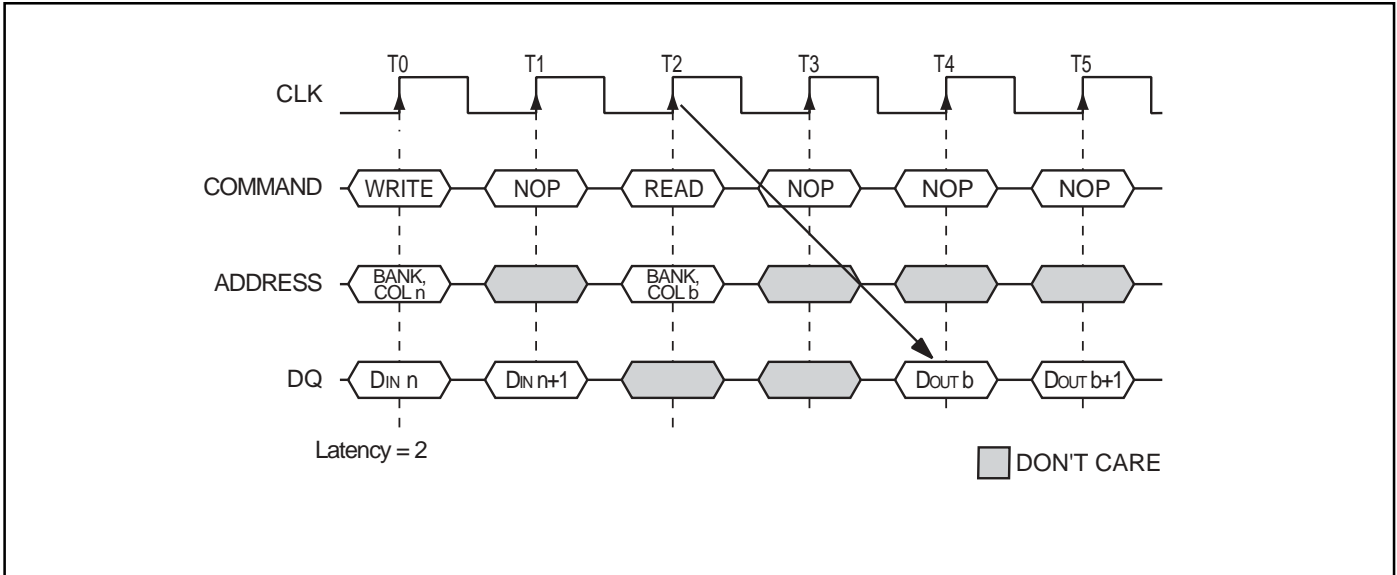 T0 T1 T2 T3 T4 T5
CLK
COMMAND WRITE NOP READ NOP NOP NOP
ADDRESS BANK, COL n BANK, COL b
DQ DIN n DIN n+1 DOUT b DOUT b+1
Latency = 2
DON'T CARE